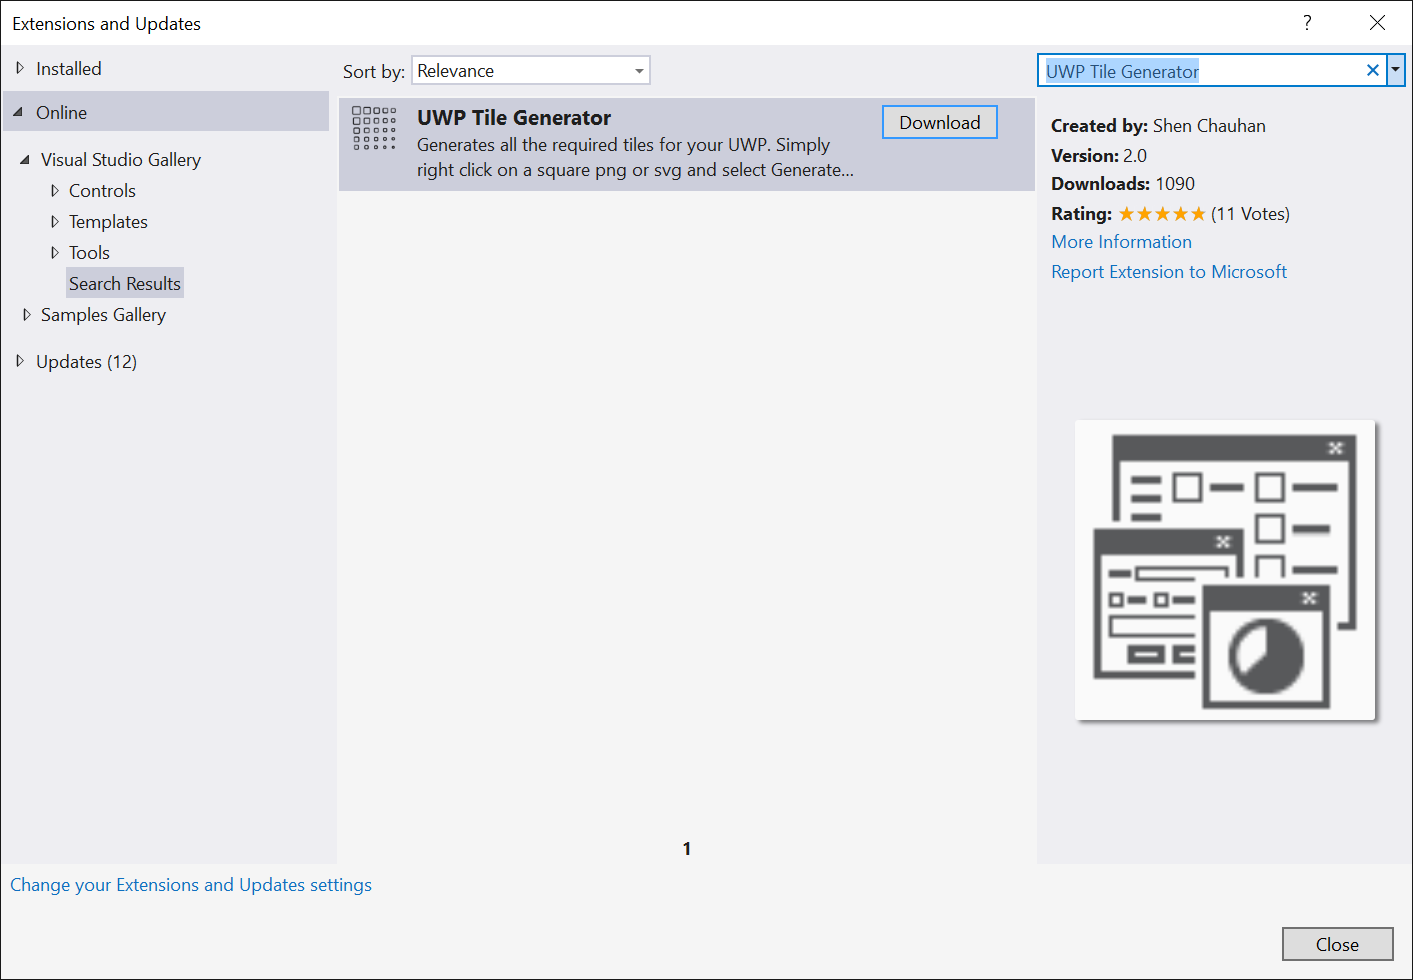 Extensions and Updates
?
Installed
Online
Visual Studio Gallery
Controls
Templates
Tools
Search Results
Samples Gallery
Updates (12)
Sort by: Relevance
UWP Tile Generator
Generates all the required tiles for your UWP. Simply
right click on a square png or svg and select Generate...
Download
1
UWP Tile Generator
Created by: Shen Chauhan
Version: 2.0
Downloads: 1090
Rating: ★★★★★ (11 Votes)
More Information
Report Extension to Microsoft
Change your Extensions and Updates settings
Close